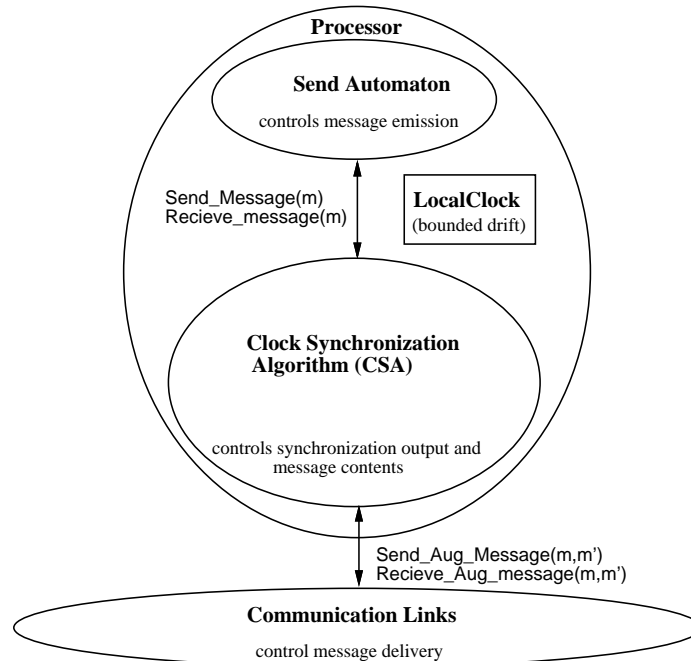 Processor
Send Automaton
controls message emission
Send_Message(m)
Recieve_message(m)
LocalClock
(bounded drift)
Clock Synchronization
Algorithm (CSA)
controls synchronization output and
message contents
Send_Aug_Message(m,m')
Recieve_Aug_message(m,m')
Communication Links
control message delivery